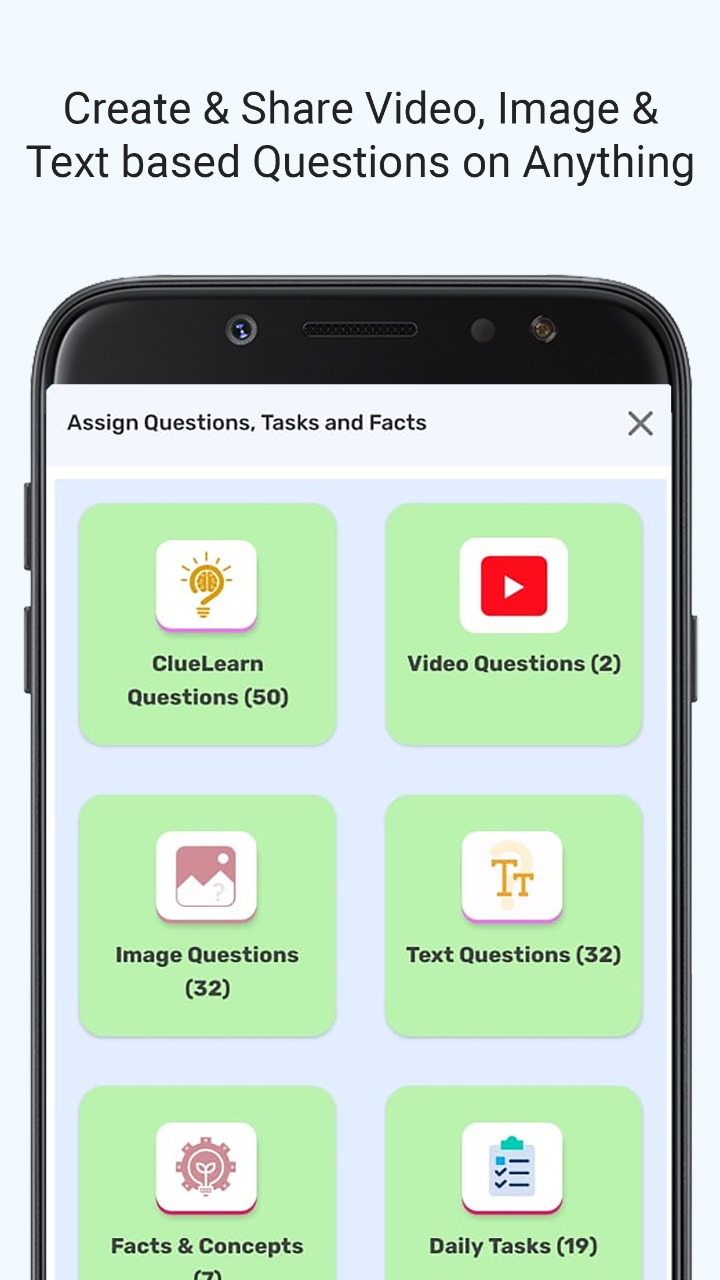 Create & Share Video, Image &
Text based Questions on Anything
Assign Questions, Tasks and Facts
ClueLearn
Questions (50)
Video Questions (2)
Image Questions
(32)
Text Questions (32)
Facts & Concepts
(7)
Daily Tasks (19)